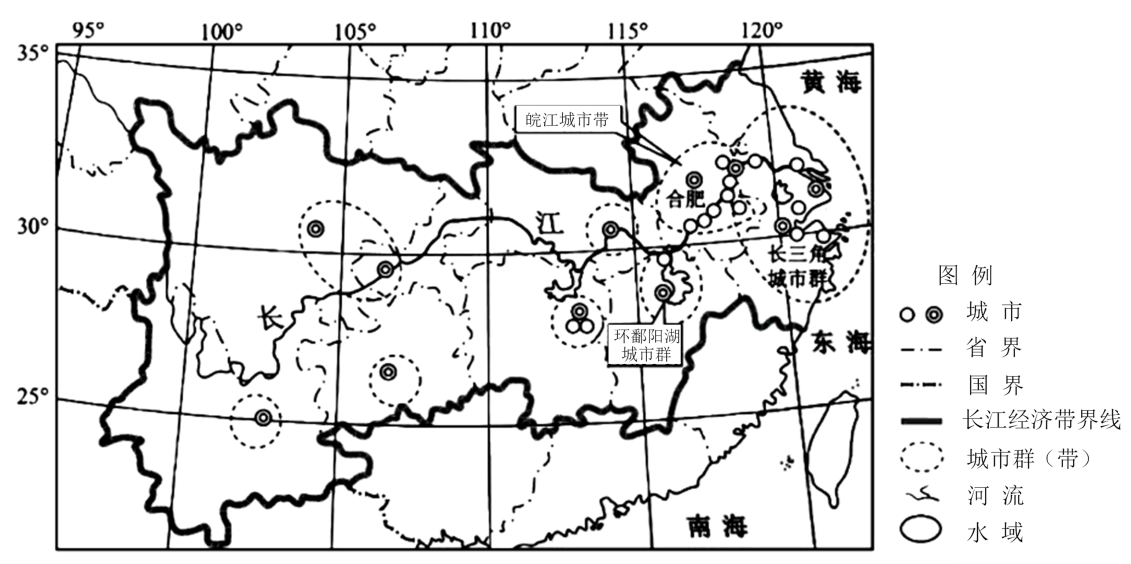 95°
100°
105°
110°
115°
120°
35°
30°
25°
黄海
皖江城市带
合肥
江
长三角
城市群
长
环鄱阳湖
城市群
东海
南海
图例
城市
省界
国界
长江经济带界线
城市群（带）
河流
水域